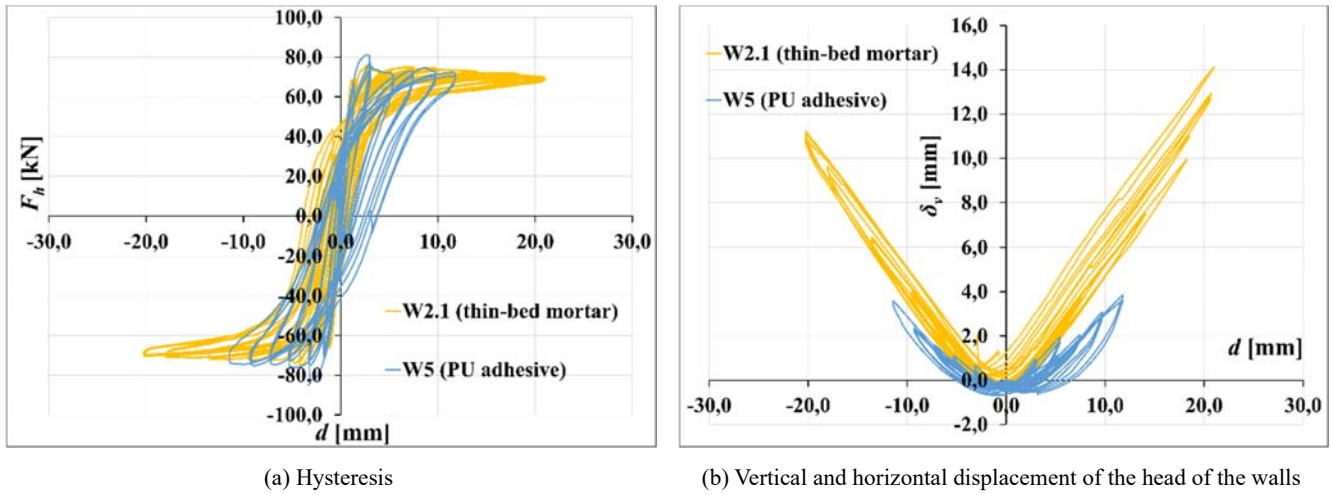 100,0
80,0
60,0
40,0
20,0
0,0
-20,0
-40,0
-60,0
-80,0
-100,0
-30,0 -20,0 -10,0 0,0 10,0 20,0 30,0
F_h [kN]
d [mm]
W2.1 (thin-bed mortar)
W5 (PU adhesive)
(a) Hysteresis
16,0
14,0
12,0
10,0
8,0
6,0
4,0
2,0
0,0
-2,0
-30,0 -20,0 -10,0 0,0 10,0 20,0 30,0
δ_v [mm]
d [mm]
W2.1 (thin-bed mortar)
W5 (PU adhesive)
(b) Vertical and horizontal displacement of the head of the walls